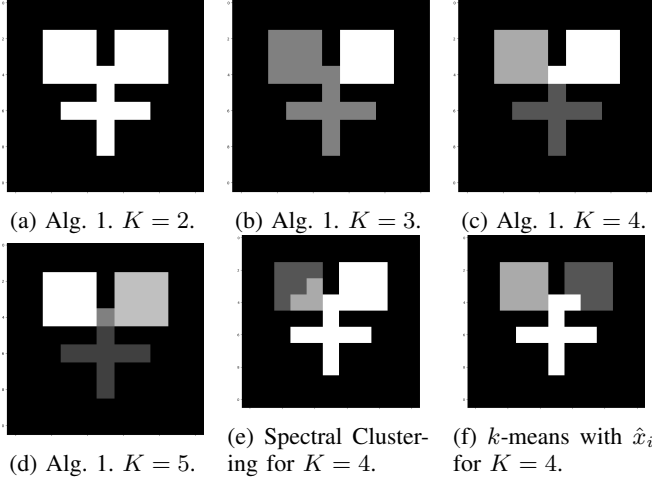 (a) Alg. 1. K = 2.
(b) Alg. 1. K = 3.
(c) Alg. 1. K = 4.
(d) Alg. 1. K = 5.
(e) Spectral Cluster-
ing for K = 4.
(f) k-means with x̂ᵢ
for K = 4.